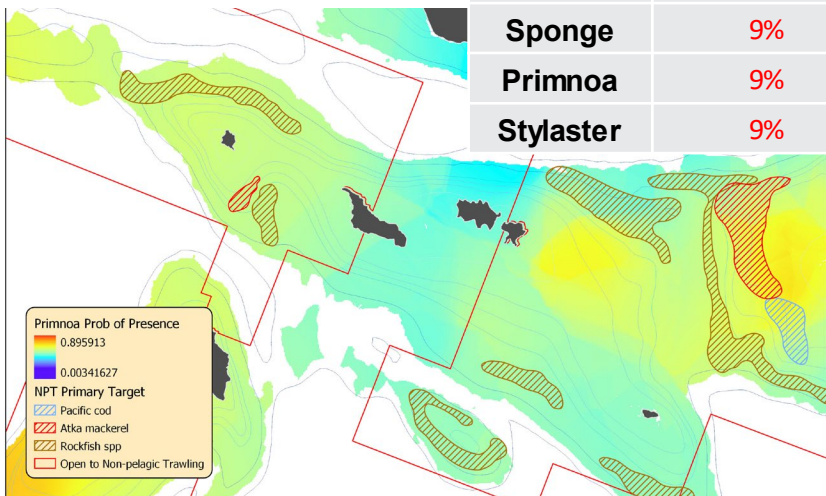 Sponge 9%
Primnoa 9%
Stylaster 9%
Primnoa Prob of Presence
0.895913
0.00341627
NPT Primary Target
Pacific cod
Atka mackerel
Rockfish spp
Open to Non-pelagic Trawling